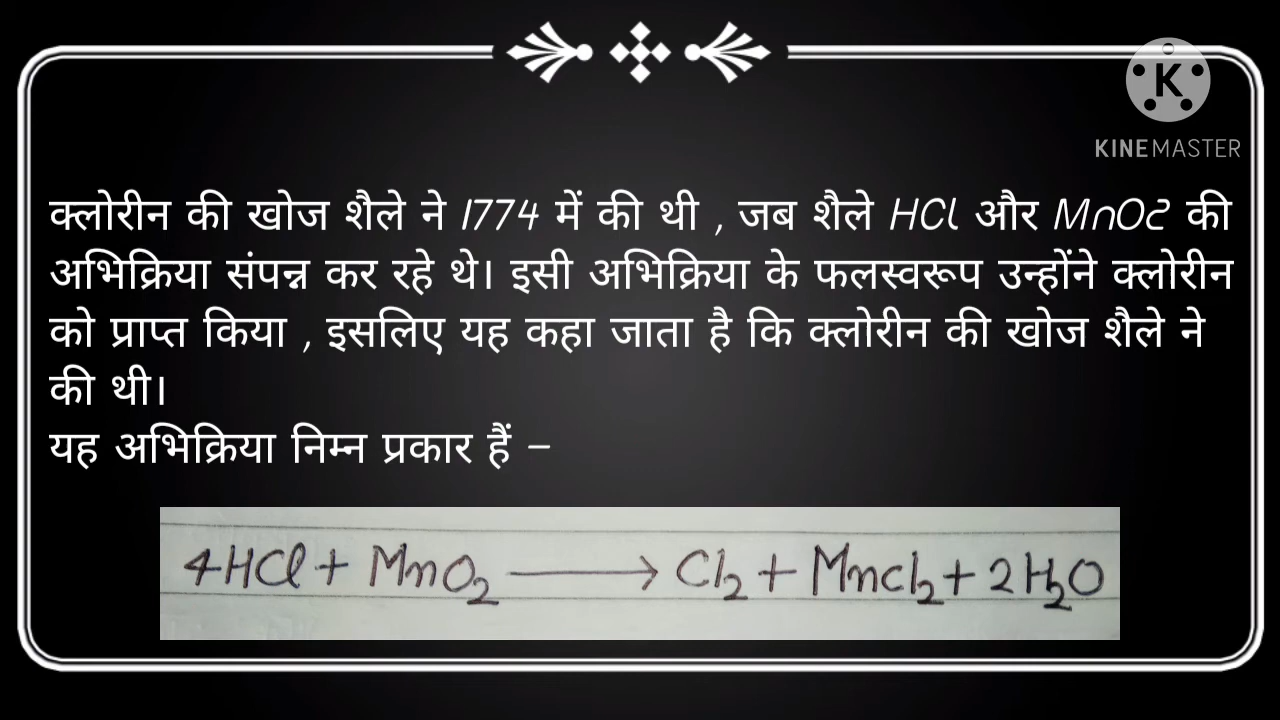 K
KINEMASTER
क्लोरीन की खोज शैले ने 1774 में की थी , जब शैले HCl और MnO2 की
अभिक्रिया संपन्न कर रहे थे। इसी अभिक्रिया के फलस्वरूप उन्होंने क्लोरीन
को प्राप्त किया , इसलिए यह कहा जाता है कि क्लोरीन की खोज शैले ने
की थी।
यह अभिक्रिया निम्न प्रकार हैं –
4HCl + MnO₂ ⟶ Cl₂ + Mncl₂ + 2H₂O